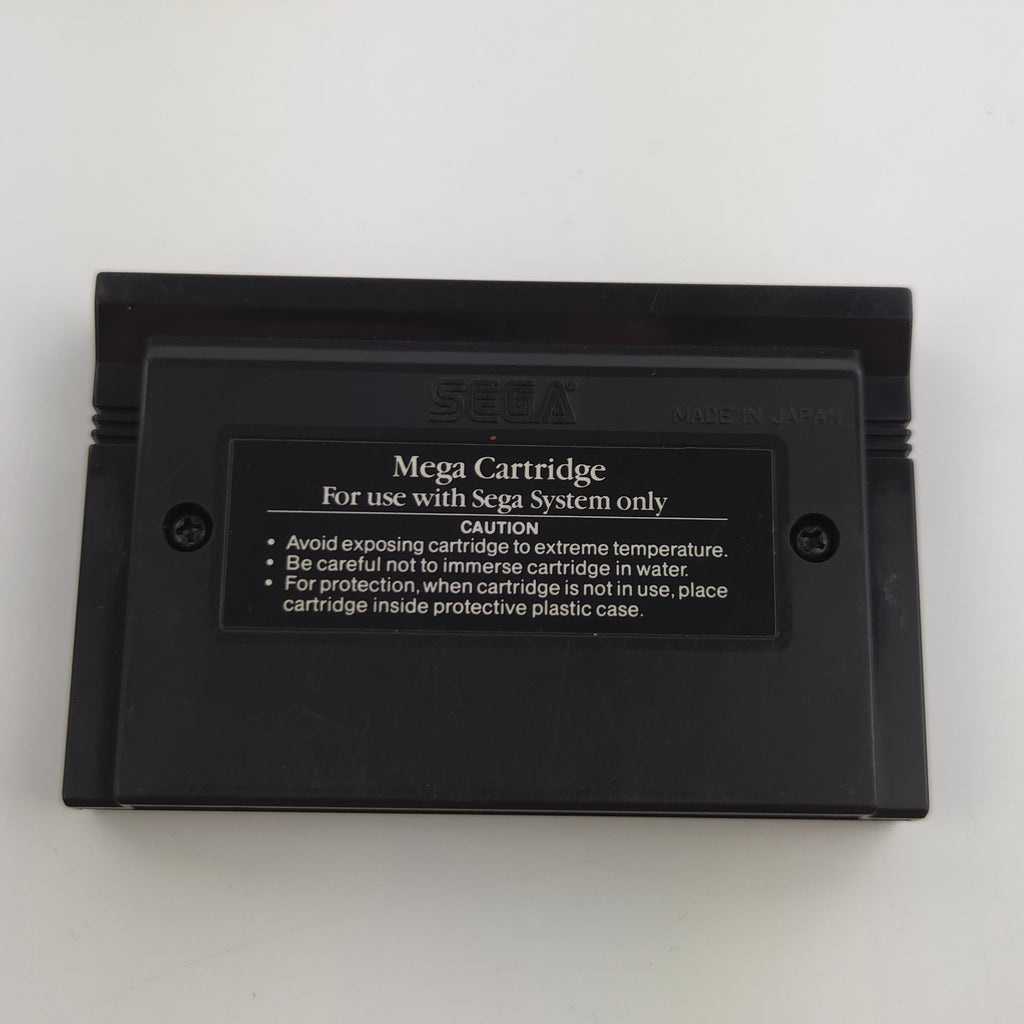 SEGA®
MADE IN JAPAN
Mega Cartridge
For use with Sega System only
CAUTION
• Avoid exposing cartridge to extreme temperature.
• Be careful not to immerse cartridge in water.
• For protection, when cartridge is not in use, place
cartridge inside protective plastic case.